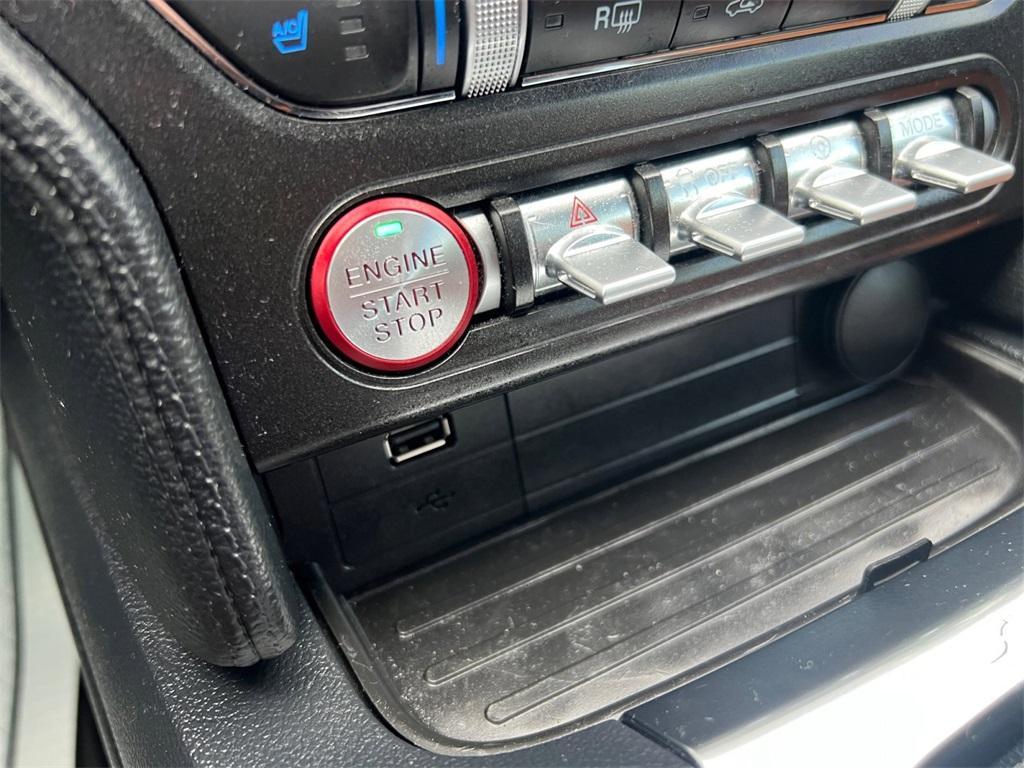 A/C
R
OFF
MODE
ENGINE
START
STOP